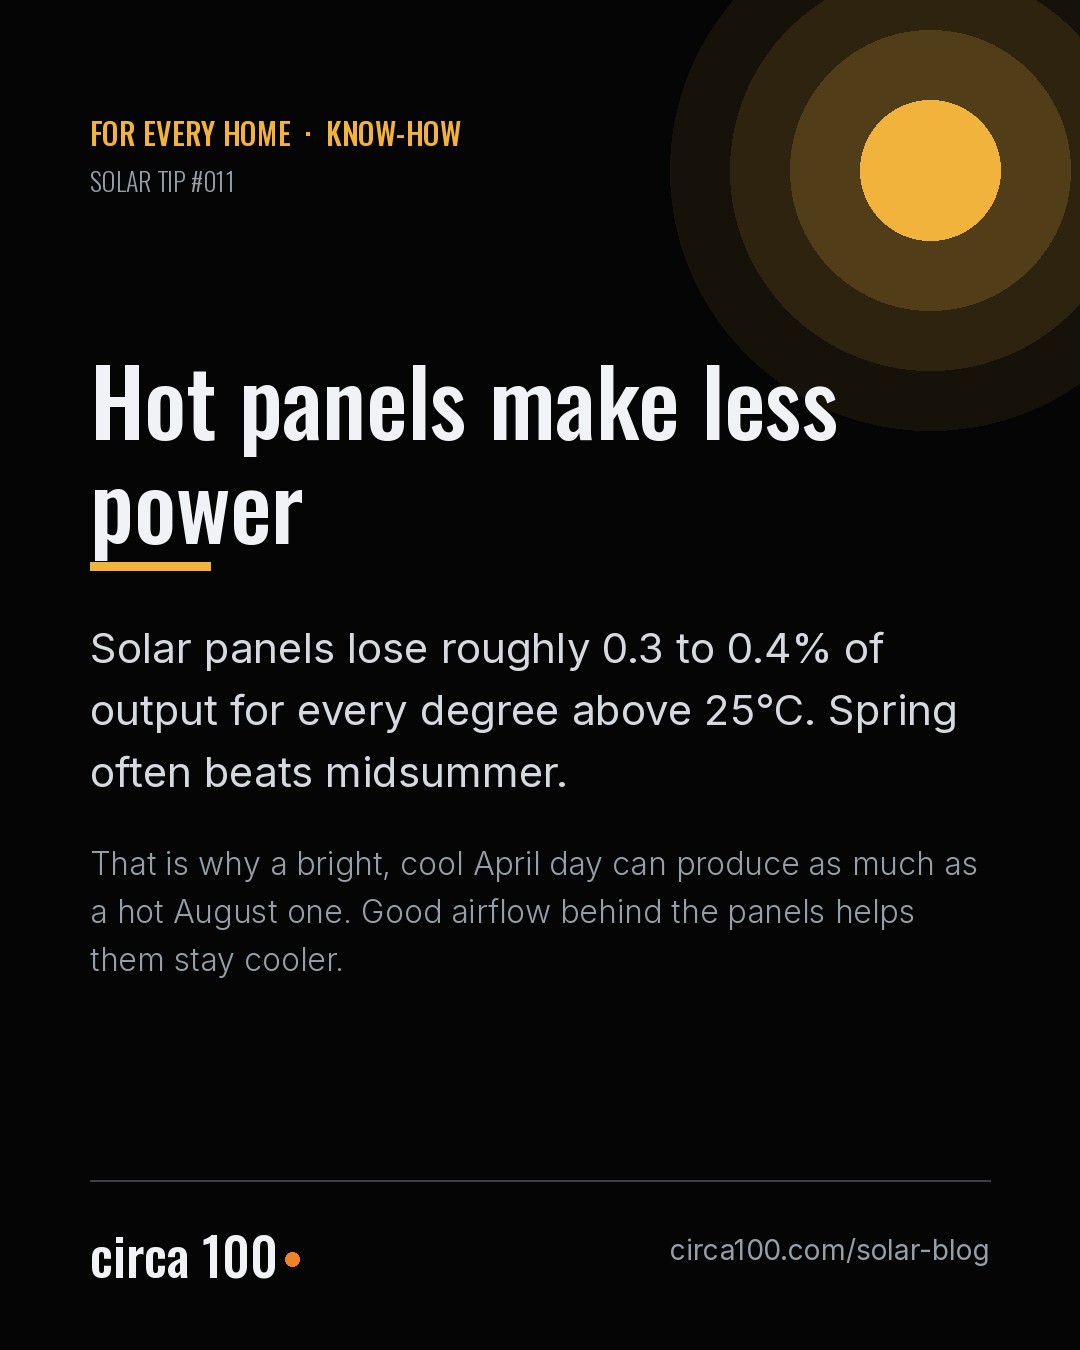 FOR EVERY HOME · KNOW-HOW
SOLAR TIP #011
Hot panels make less
power
Solar panels lose roughly 0.3 to 0.4% of
output for every degree above 25°C. Spring
often beats midsummer.
That is why a bright, cool April day can produce as much as
a hot August one. Good airflow behind the panels helps
them stay cooler.
circa 100
circa100.com/solar-blog